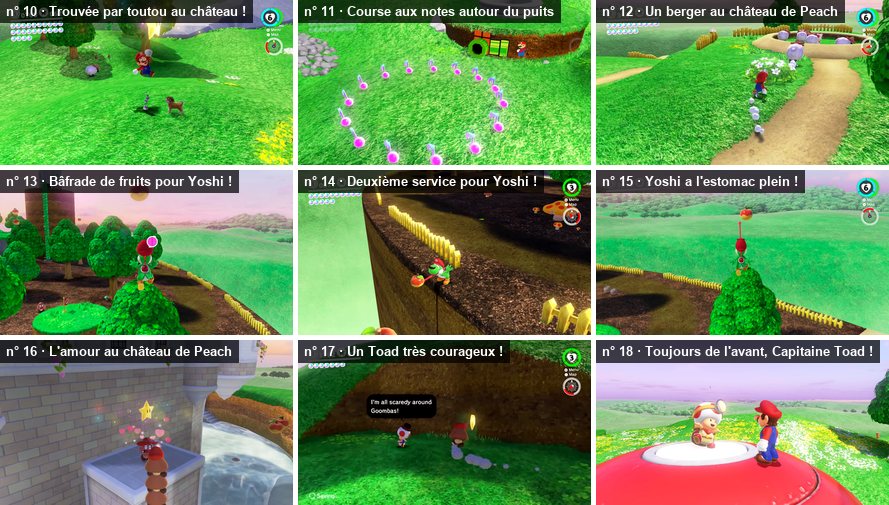 n° 10 · Trouvée par toutou au château !
n° 11 · Course aux notes autour du puits
n° 12 · Un berger au château de Peach
n° 13 · Bâfrade de fruits pour Yoshi !
n° 14 · Deuxième service pour Yoshi !
n° 15 · Yoshi a l'estomac plein !
n° 16 · L'amour au château de Peach
n° 17 · Un Toad très courageux !
I'm all scaredy around
Goombas!
n° 18 · Toujours de l'avant, Capitaine Toad !